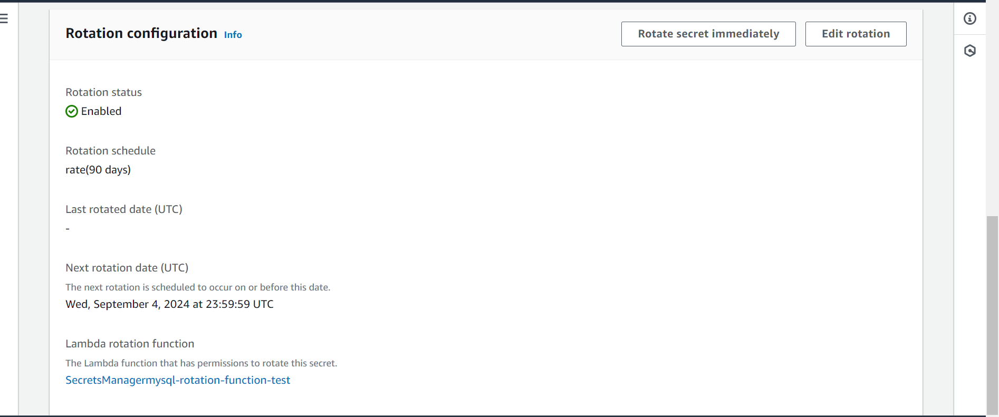 Rotation configuration Info
Rotate secret immediately
Edit rotation
Rotation status
Enabled
Rotation schedule
rate(90 days)
Last rotated date (UTC)
-
Next rotation date (UTC)
The next rotation is scheduled to occur on or before this date.
Wed, September 4, 2024 at 23:59:59 UTC
Lambda rotation function
The Lambda function that has permissions to rotate this secret.
SecretsManagermysql-rotation-function-test